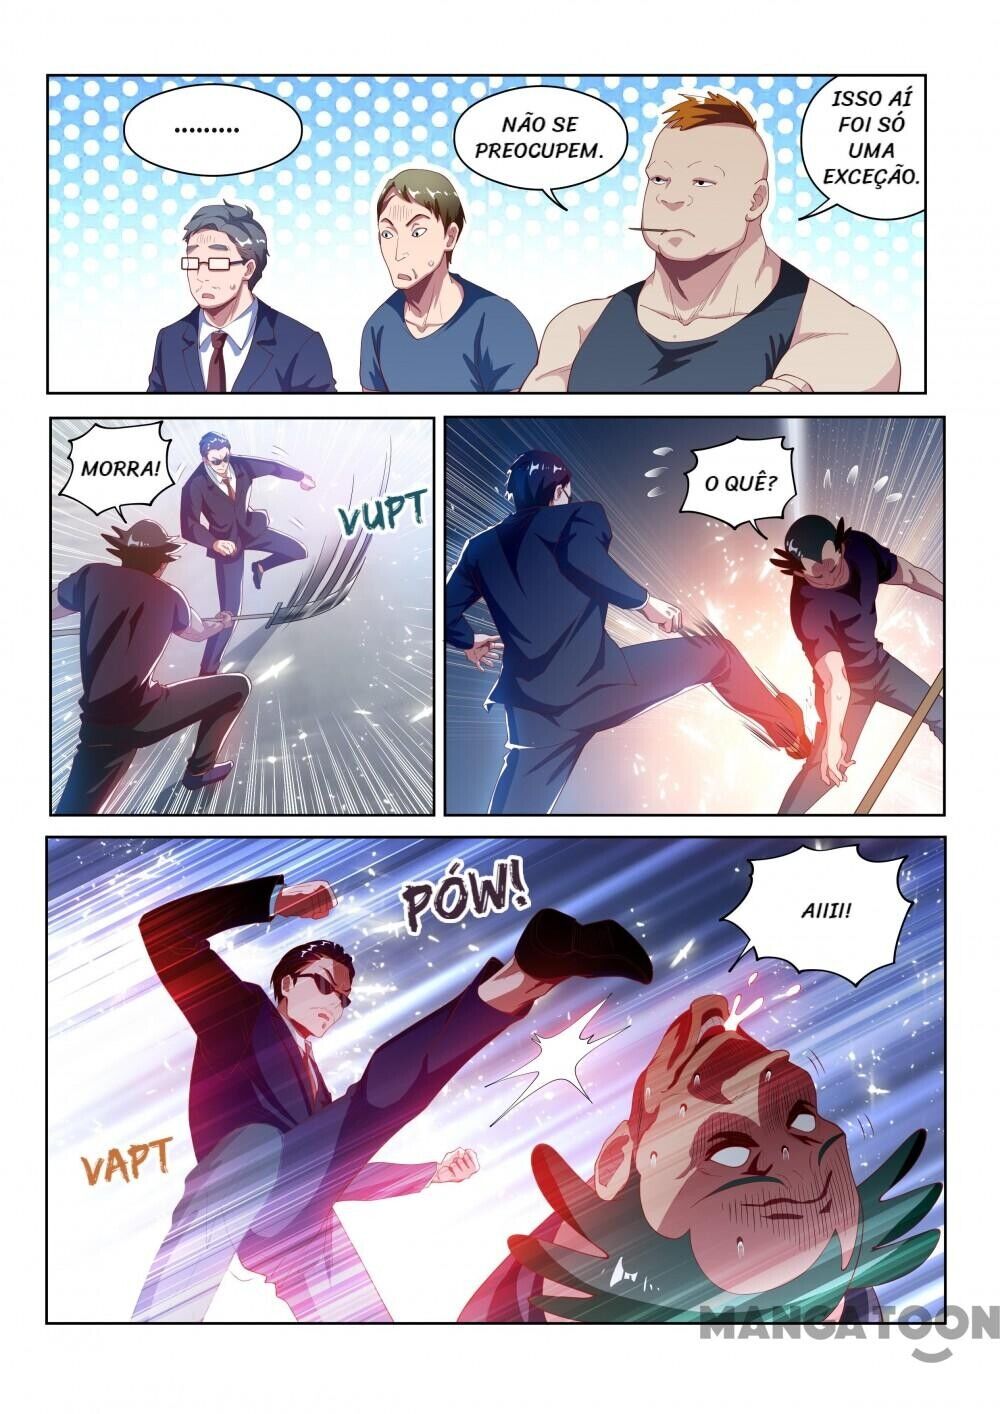 .........
NÃO SE
PREOCUPEM.
ISSO AÍ
FOI SÓ
UMA
EXCEÇÃO.
MORRA!
VUPT
O QUÊ?
PÓW!
AIIII!
VAPT
MANGATOON